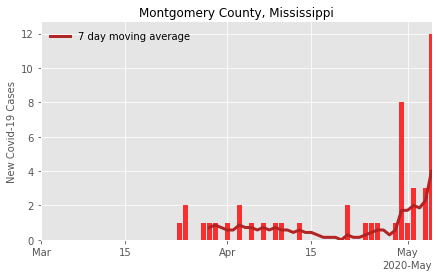 Montgomery County, Mississippi
7 day moving average
New Covid-19 Cases
12
10
8
6
4
2
0
Mar 15 Apr 15 May
2020-May